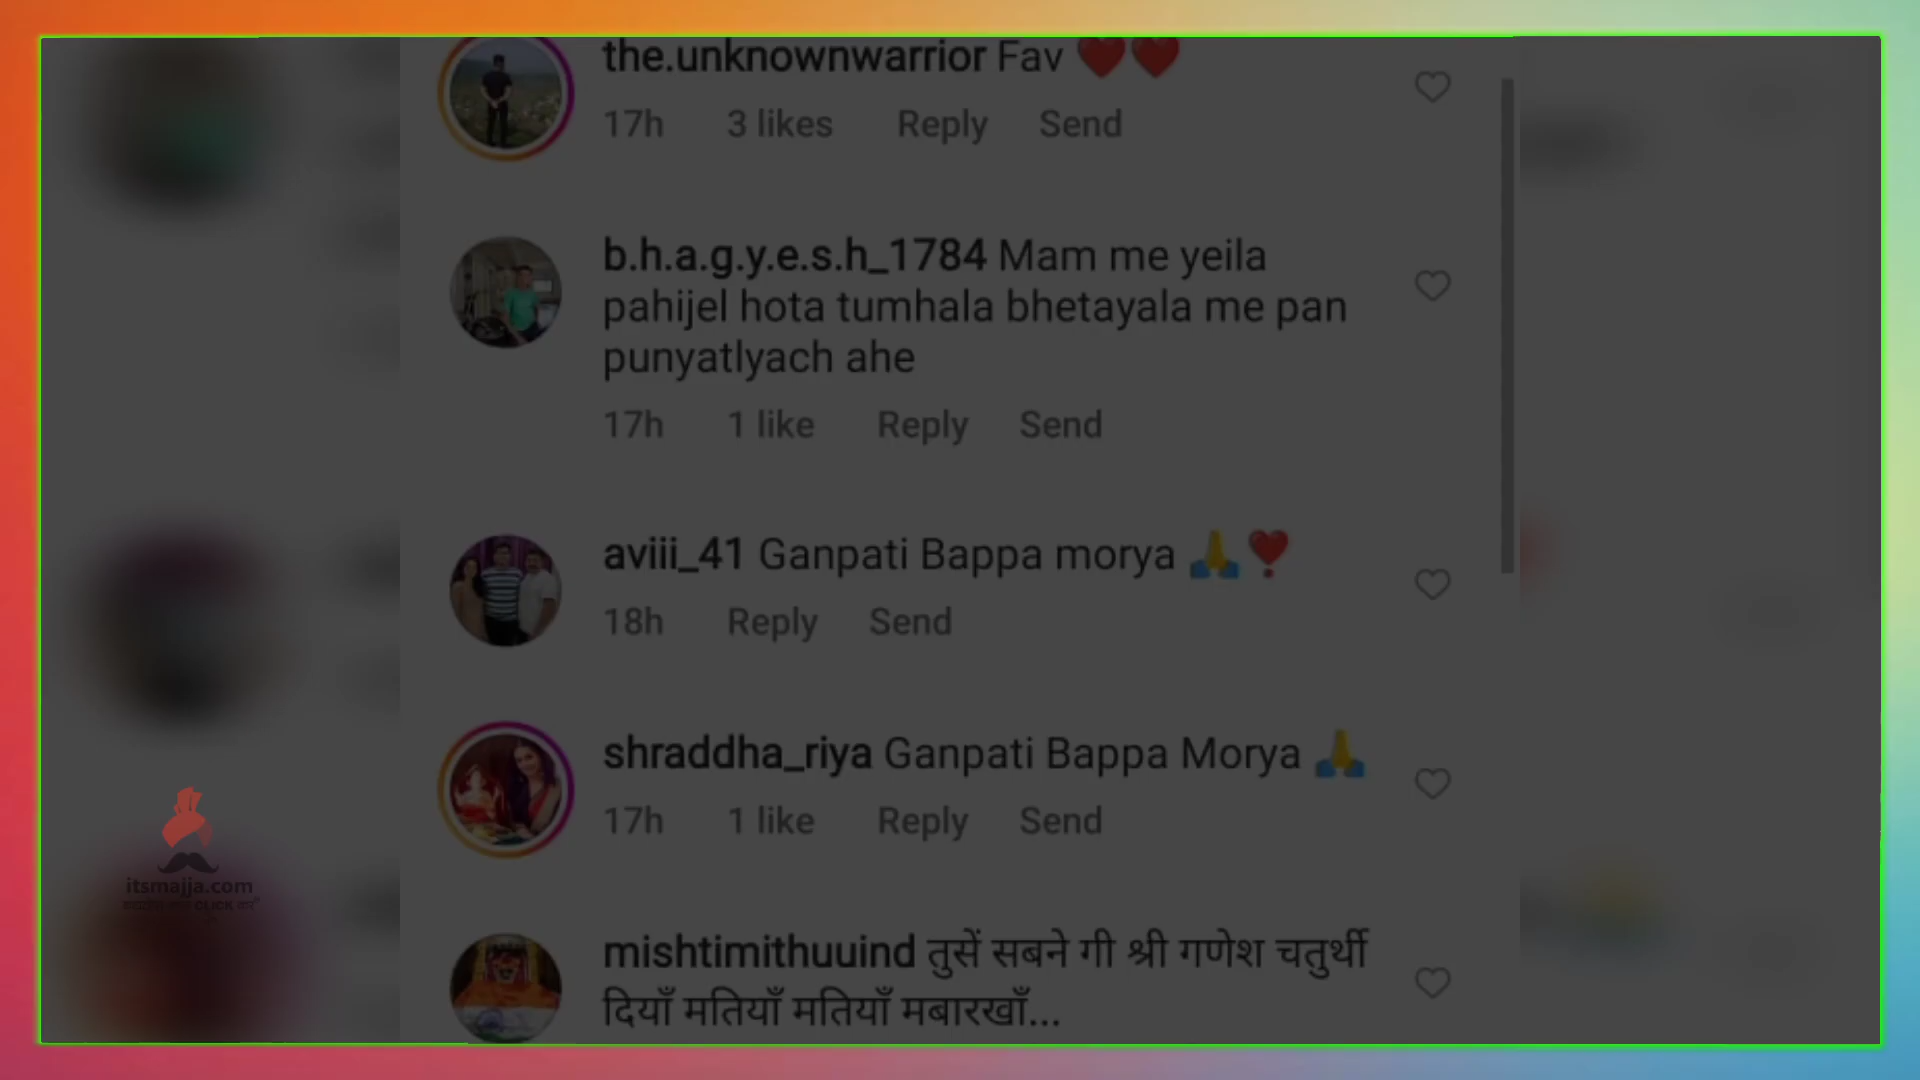 the.unknownwarrior Fav ❤️❤️
17h 3 likes Reply Send
b.h.a.g.y.e.s.h_1784 Mam me yeila
pahijel hota tumhala bhetayala me pan
punyatlyach ahe
17h 1 like Reply Send
aviii_41 Ganpati Bappa morya 🙏❣️
18h Reply Send
shraddha_riya Ganpati Bappa Morya 🙏
17h 1 like Reply Send
itsmajja.com
CLICK
mishtimithuuind तुसें सबने गी श्री गणेश चतुर्थी
दियाँ मतियाँ मतियाँ मबारखाँ...